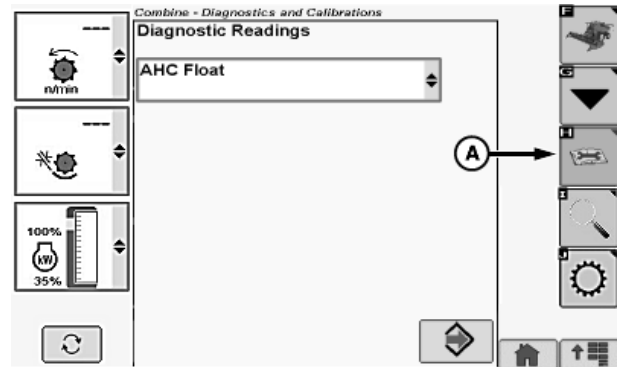 Combine - Diagnostics and Calibrations
Diagnostic Readings
AHC Float
---
n/min
---
100%
kW
35%
A
F
G
H
I
J